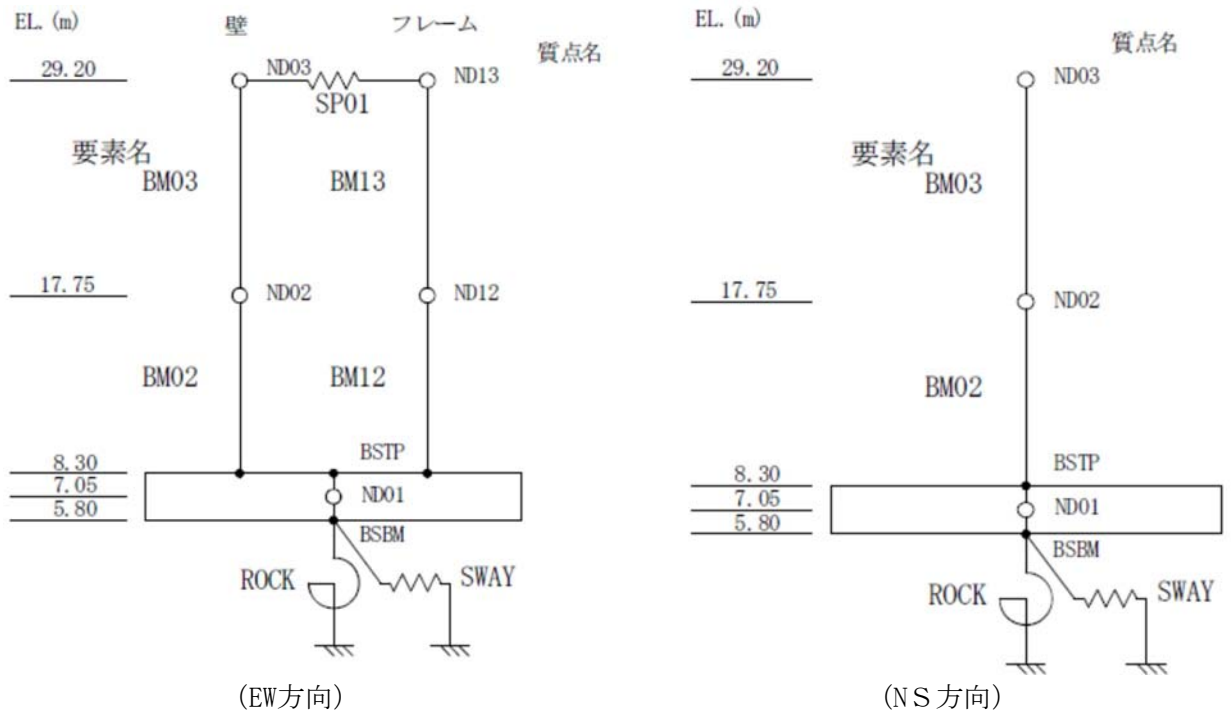 EL. (m) 壁 フレーム
質点名
29.20 ND03 ND13
SP01
要素名
BM03 BM13
17.75 ND02 ND12
BM02 BM12
8.30 BSTP
7.05 ND01
5.80
BSBM
ROCK SWAY
(EW方向)
EL. (m)
質点名
29.20 ND03
要素名
BM03
17.75 ND02
BM02
8.30 BSTP
7.05 ND01
5.80
BSBM
ROCK SWAY
(NS方向)